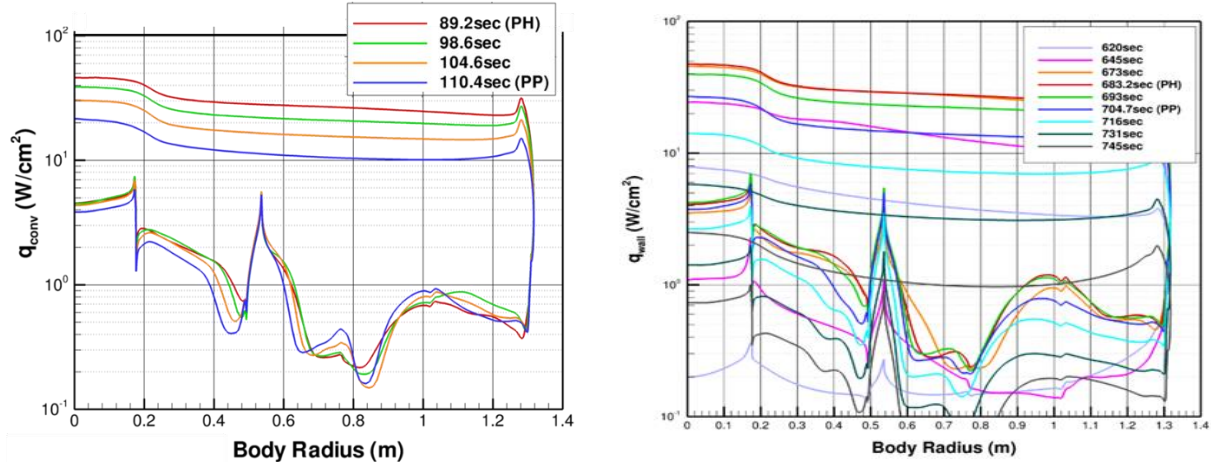 89.2sec (PH)
98.6sec
104.6sec
110.4sec (PP)
10²
10¹
10⁰
10⁻¹
q_conv (W/cm²)
0 0.2 0.4 0.6 0.8 1 1.2 1.4
Body Radius (m)
620sec
645sec
673sec
683.2sec (PH)
693sec
704.7sec (PP)
716sec
731sec
745sec
10²
10¹
10⁰
10⁻¹
q_wall (W/cm²)
0 0.1 0.2 0.3 0.4 0.5 0.6 0.7 0.8 0.9 1 1.1 1.2 1.3 1.4
Body Radius (m)